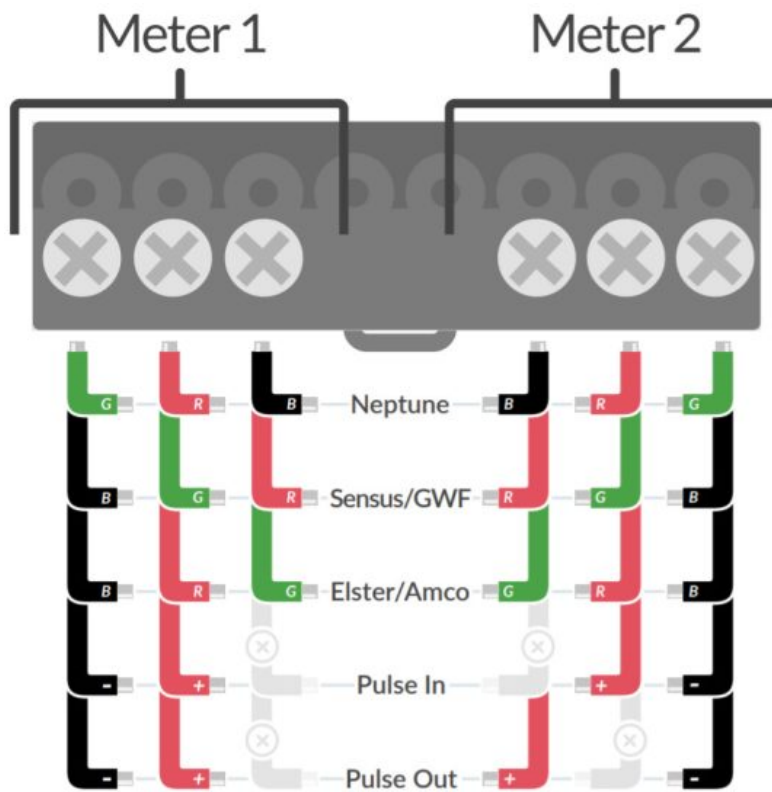 Meter 1 Meter 2
G R B Neptune B R G
B G R Sensus/GWF R G B
B R G Elster/Amco G R B
- + Pulse In + -
- + Pulse Out + -